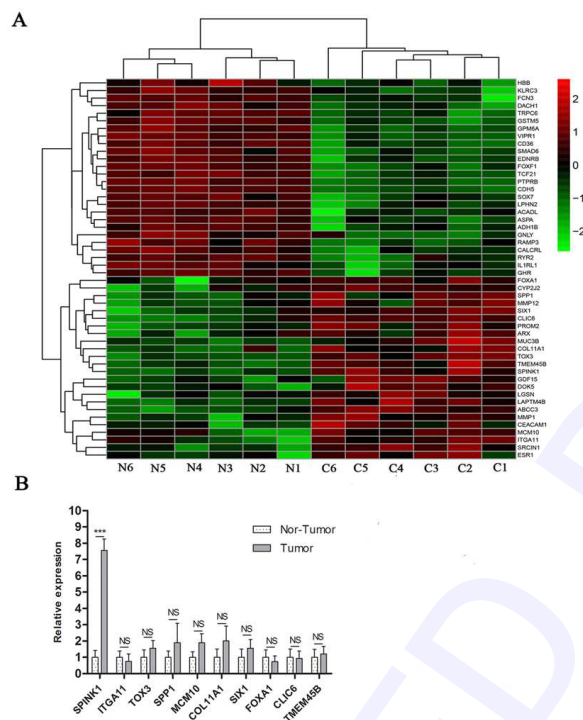 A
HBB
KLRC3
FCN3
DACH1
TRPC6
GSTM5
GPM6A
VIPR1
CD36
SMAD6
EDNRB
FOXF1
TCF21
PTPRB
CDH5
SOX7
LPHN2
ACADL
ASPA
ADH1B
GNLY
RAMP3
CALCRL
RYR2
IL1RL1
GHR
FOXA1
CYP2J2
SPP1
MMP12
SIX1
CLIC6
PROM2
ARX
MUC3B
COL11A1
TOX3
TMEM45B
SPINK1
GDF15
DOK5
LGSN
LAPTM4B
ABCC3
MMP1
CEACAM1
MCM10
ITGA11
SRCIN1
ESR1
2
1
0
-1
-2
N6 N5 N4 N3 N2 N1 C6 C5 C4 C3 C2 C1
B
Relative expression
10
9
8
7
6
5
4
3
2
1
0
Nor-Tumor
Tumor
*** NS NS NS NS NS NS NS NS NS
SPINK1 ITGA11 TOX3 SPP1 MCM10 COL11A1 SIX1 FOXA1 CLIC6 TMEM45B